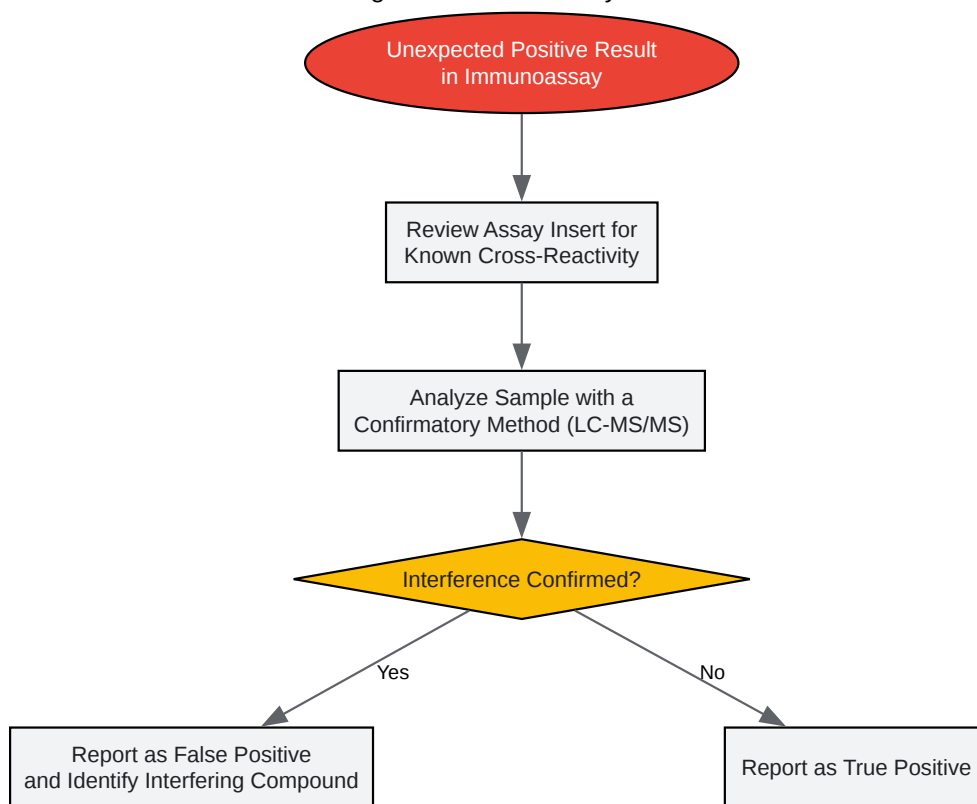 Unexpected Positive Result
in Immunoassay
Review Assay Insert for
Known Cross-Reactivity
Analyze Sample with a
Confirmatory Method (LC-MS/MS)
Interference Confirmed?
Yes
No
Report as False Positive
and Identify Interfering Compound
Report as True Positive